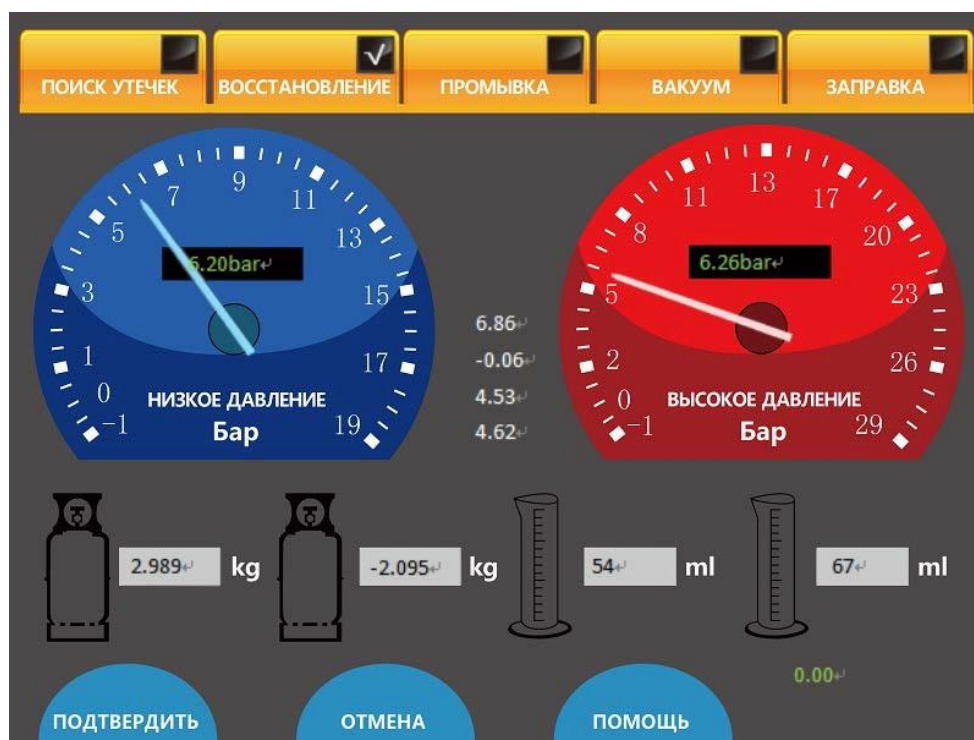 ПОИСК УТЕЧЕК
ВОССТАНОВЛЕНИЕ
ПРОМЫВКА
ВАКУУМ
ЗАПРАВКА
-1 0 1 3 5 7 9 11 13 15 17 19
6.20bar↵
НИЗКОЕ ДАВЛЕНИЕ
Бар
6.86↵
-0.06↵
4.53↵
4.62↵
-1 0 2 5 8 11 13 17 20 23 26 29
6.26bar↵
ВЫСОКОЕ ДАВЛЕНИЕ
Бар
2.989↵ kg
-2.095↵ kg
54↵ ml
67↵ ml
0.00↵
ПОДТВЕРДИТЬ
ОТМЕНА
ПОМОЩЬ